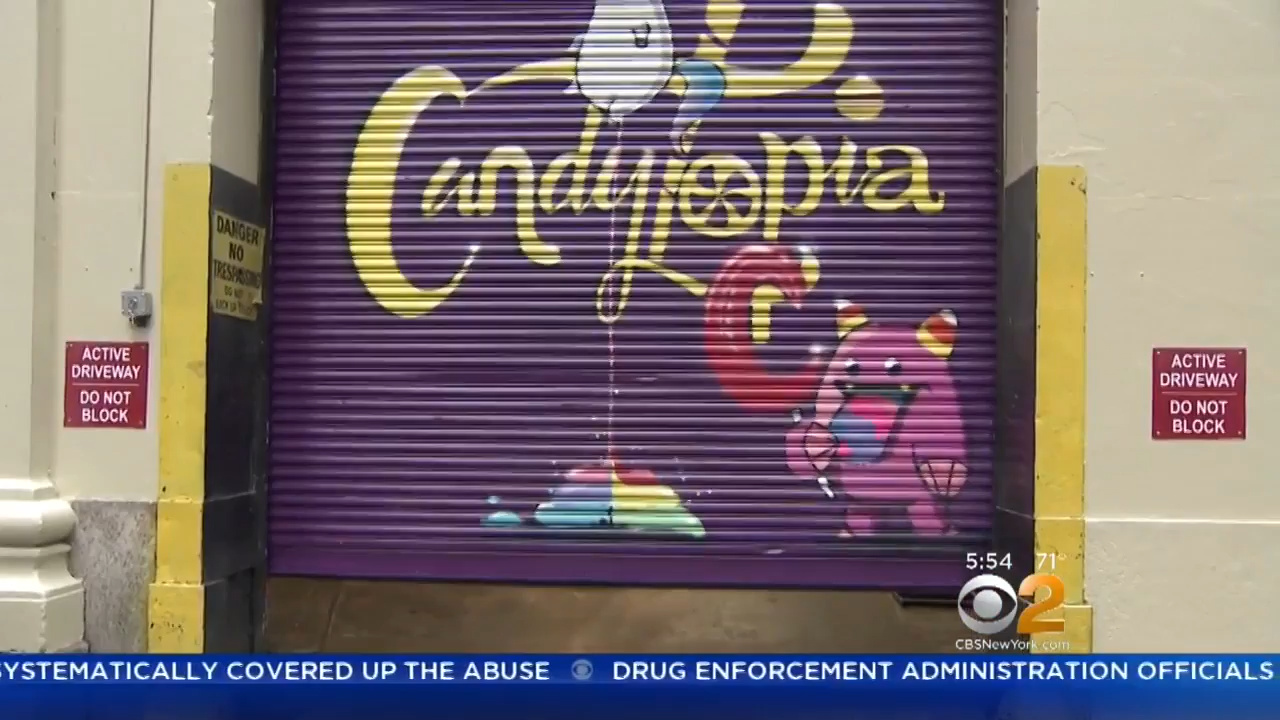 Candytopia
DANGER
NO
TRESPASSING
ACTIVE
DRIVEWAY
DO NOT
BLOCK
ACTIVE
DRIVEWAY
DO NOT
BLOCK
5:54 71°
2
CBSNewYork.com
SYSTEMATICALLY COVERED UP THE ABUSE DRUG ENFORCEMENT ADMINISTRATION OFFICIALS